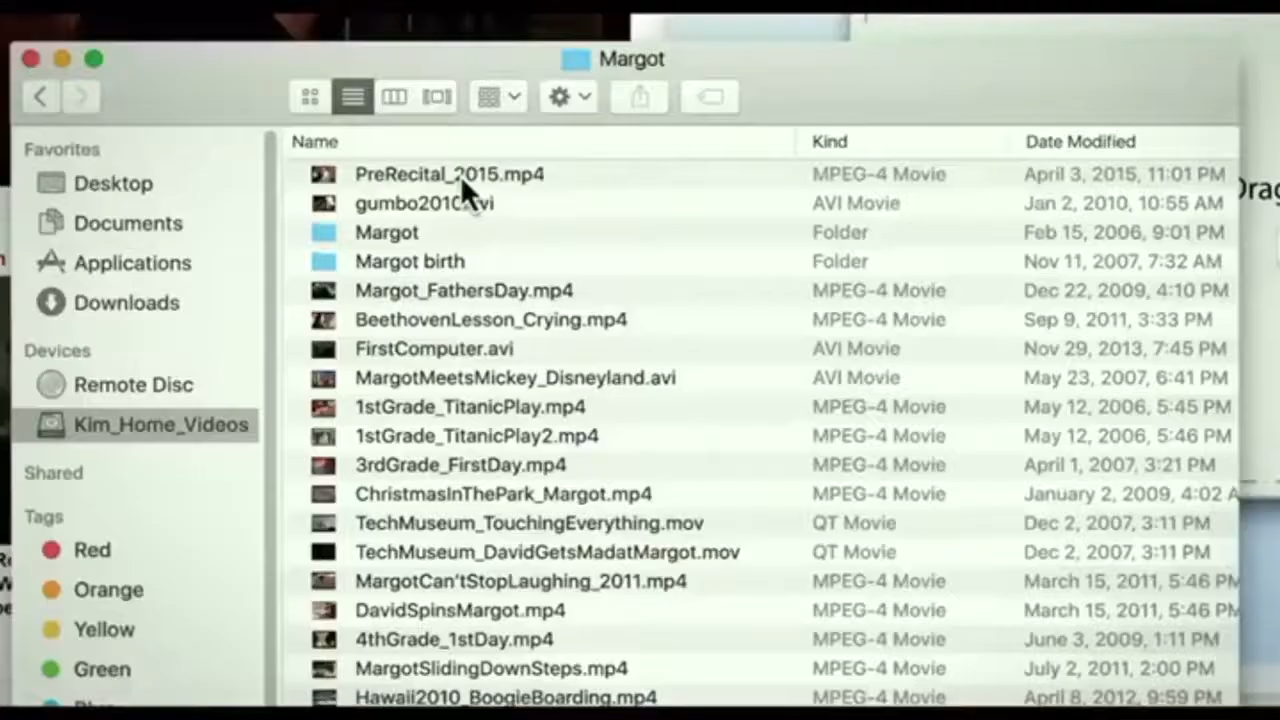 Margot
Favorites
Desktop
Documents
Applications
Downloads
Devices
Remote Disc
Kim_Home_Videos
Shared
Tags
Red
Orange
Yellow
Green
Name Kind Date Modified
PreRecital_2015.mp4 MPEG-4 Movie April 3, 2015, 11:01 PM
gumbo2010 vi AVI Movie Jan 2, 2010, 10:55 AM
Margot Folder Feb 15, 2006, 9:01 PM
Margot birth Folder Nov 11, 2007, 7:32 AM
Margot_FathersDay.mp4 MPEG-4 Movie Dec 22, 2009, 4:10 PM
BeethovenLesson_Crying.mp4 MPEG-4 Movie Sep 9, 2011, 3:33 PM
FirstComputer.avi AVI Movie Nov 29, 2013, 7:45 PM
MargotMeetsMickey_Disneyland.avi AVI Movie May 23, 2007, 6:41 PM
1stGrade_TitanicPlay.mp4 MPEG-4 Movie May 12, 2006, 5:45 PM
1stGrade_TitanicPlay2.mp4 MPEG-4 Movie May 12, 2006, 5:46 PM
3rdGrade_FirstDay.mp4 MPEG-4 Movie April 1, 2007, 3:21 PM
ChristmasInThePark_Margot.mp4 MPEG-4 Movie January 2, 2009, 4:02 A
TechMuseum_TouchingEverything.mov QT Movie Dec 2, 2007, 3:11 PM
TechMuseum_DavidGetsMadatMargot.mov QT Movie Dec 2, 2007, 3:11 PM
MargotCan'tStopLaughing_2011.mp4 MPEG-4 Movie March 15, 2011, 5:46 PM
DavidSpinsMargot.mp4 MPEG-4 Movie March 15, 2011, 5:46 PM
4thGrade_1stDay.mp4 MPEG-4 Movie June 3, 2009, 1:11 PM
MargotSlidingDownSteps.mp4 MPEG-4 Movie July 2, 2011, 2:00 PM
Hawaii2010_BoogieBoarding.mp4 MPEG-4 Movie April 8, 2012, 9:59 PM
Drag